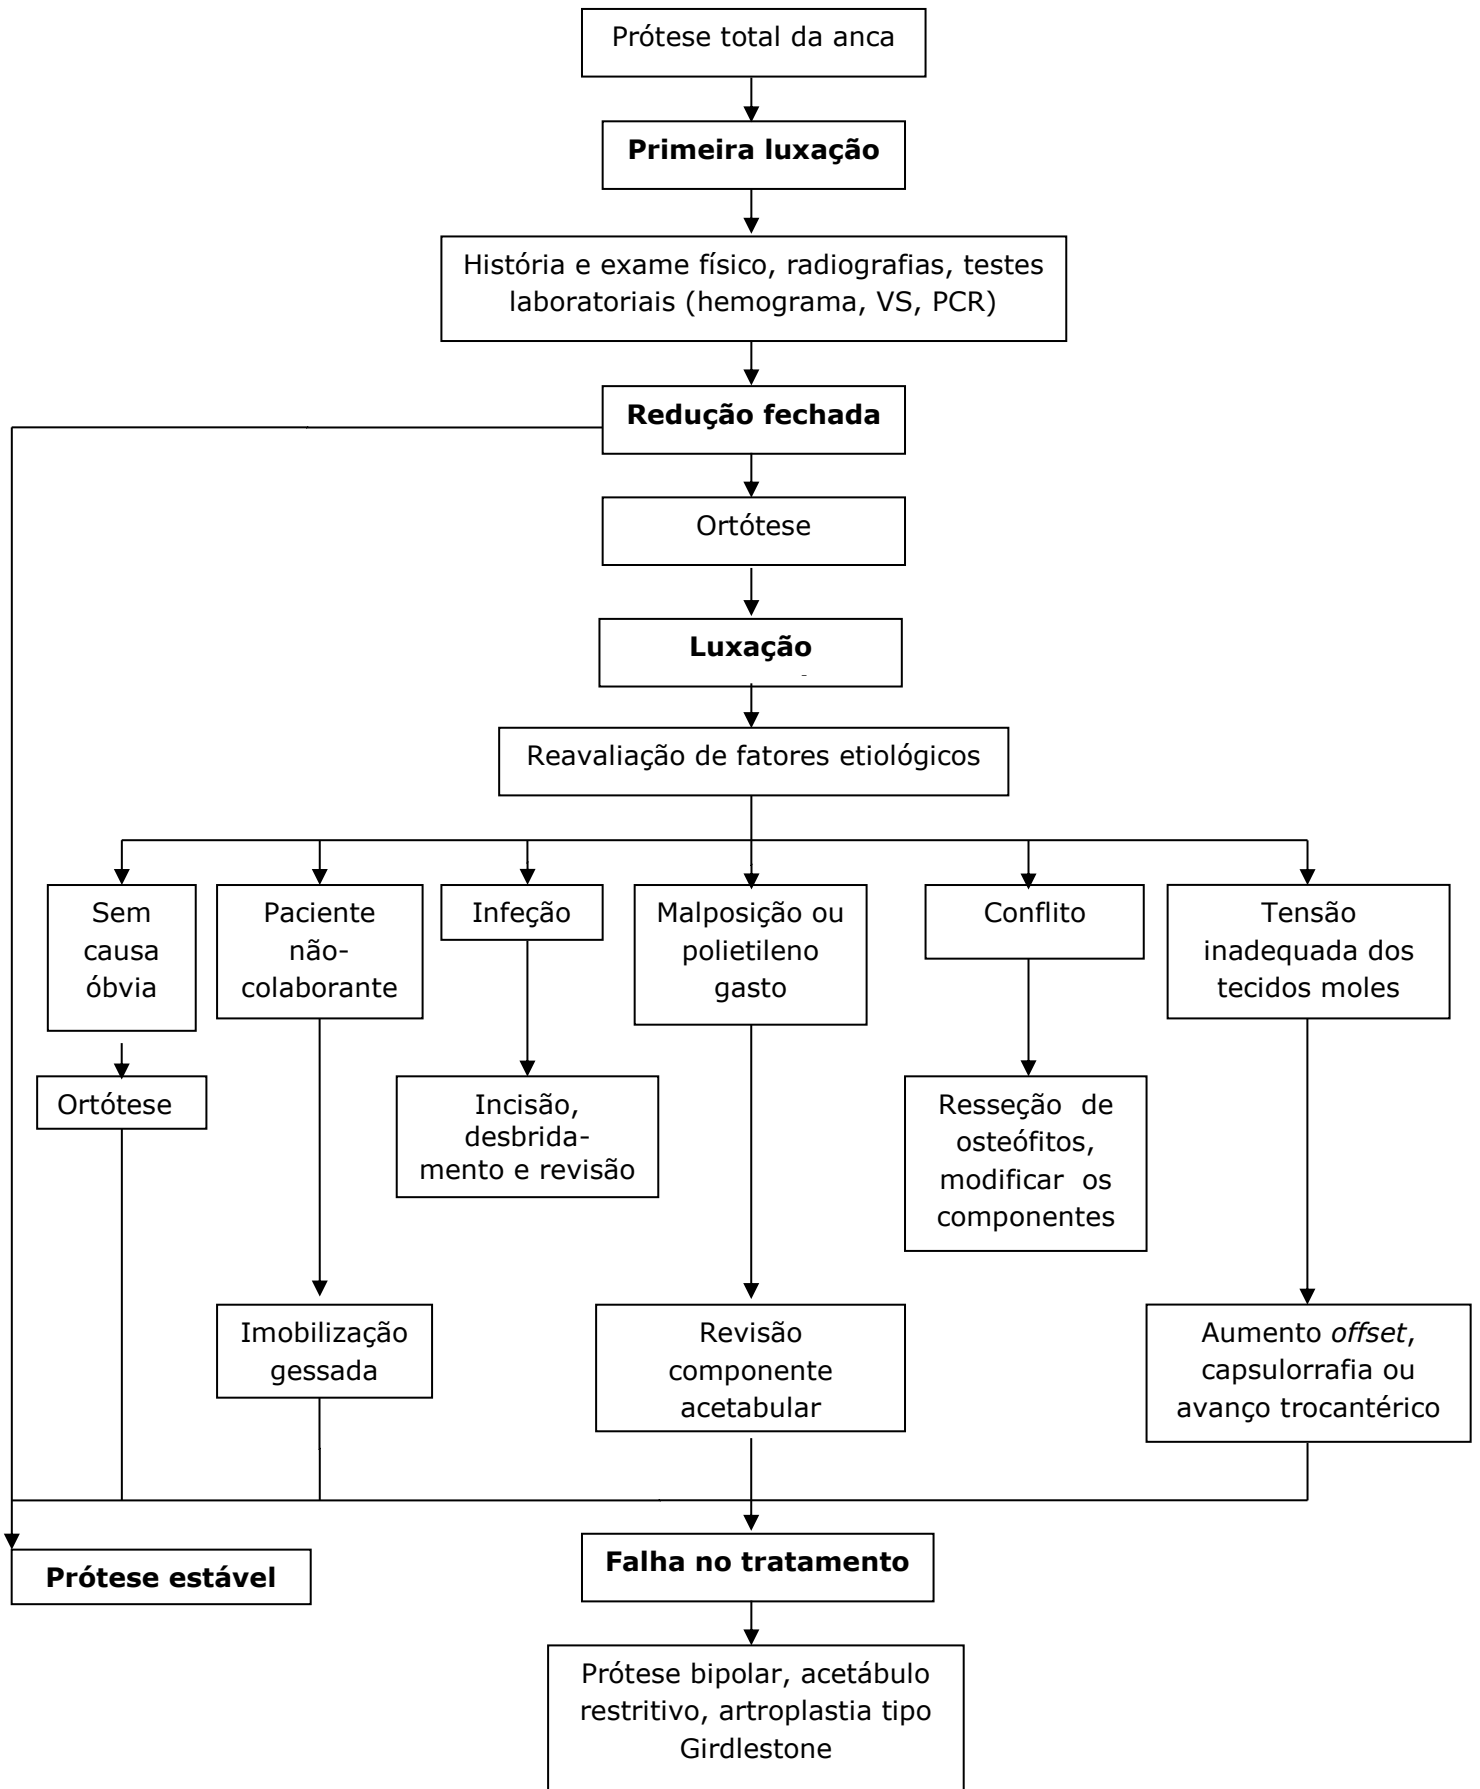 Prótese total da anca
Primeira luxação
História e exame físico, radiografias, testes
laboratoriais (hemograma, VS, PCR)
Redução fechada
Ortótese
Luxação
Reavaliação de fatores etiológicos
Sem
causa
óbvia
Paciente
não-
colaborante
Infeção
Malposição ou
polietileno
gasto
Conflito
Tensão
inadequada dos
tecidos moles
Ortótese
Incisão,
desbrida-
mento e revisão
Resseção de
osteófitos,
modificar os
componentes
Imobilização
gessada
Revisão
componente
acetabular
Aumento offset,
capsulorrafia ou
avanço trocantérico
Prótese estável
Falha no tratamento
Prótese bipolar, acetábulo
restritivo, artroplastia tipo
Girdlestone